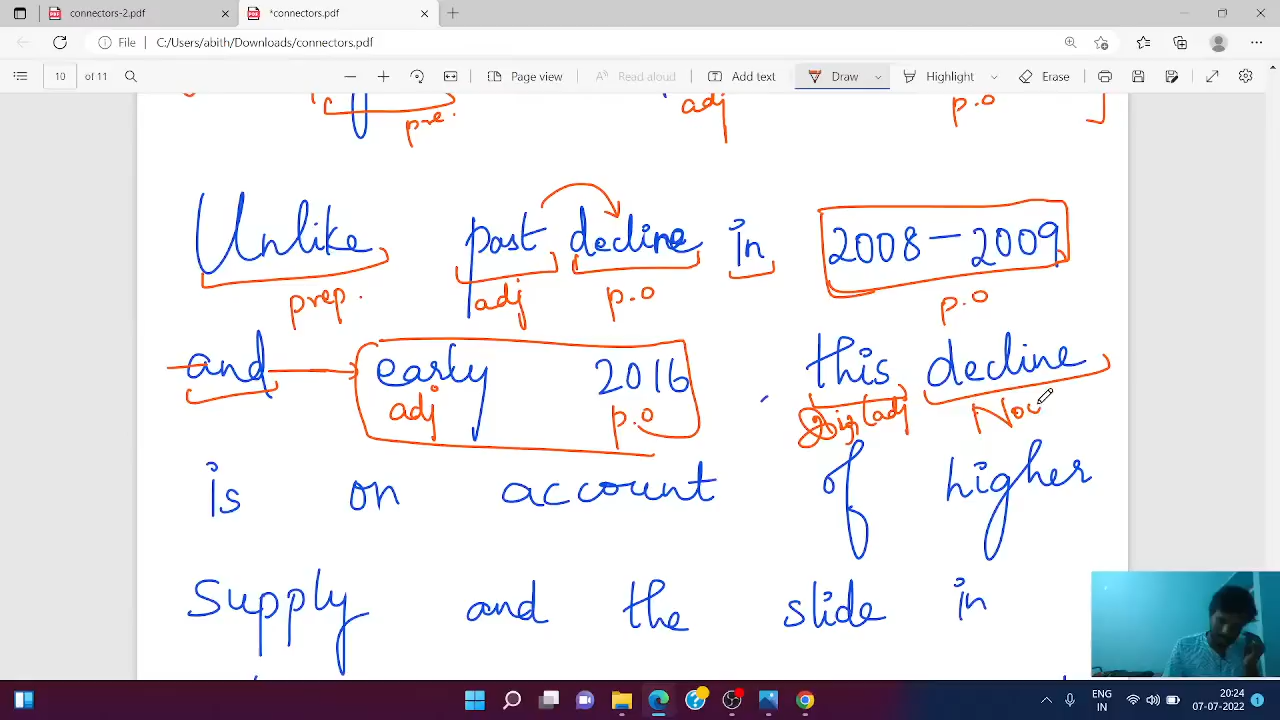 connectors-2.pdf
*connectors.pdf
File C:/Users/abith/Downloads/connectors.pdf
10 of 11
Page view
Read aloud
Add text
Draw
Highlight
Erase
pre.
adj
p.o
Unlike past decline in 2008 - 2009
prep. adj p.o p.o
and early 2016 this decline
adj p.o (adj Nou
is on account of higher
Supply and the slide in
ENG
IN
20:24
07-07-2022